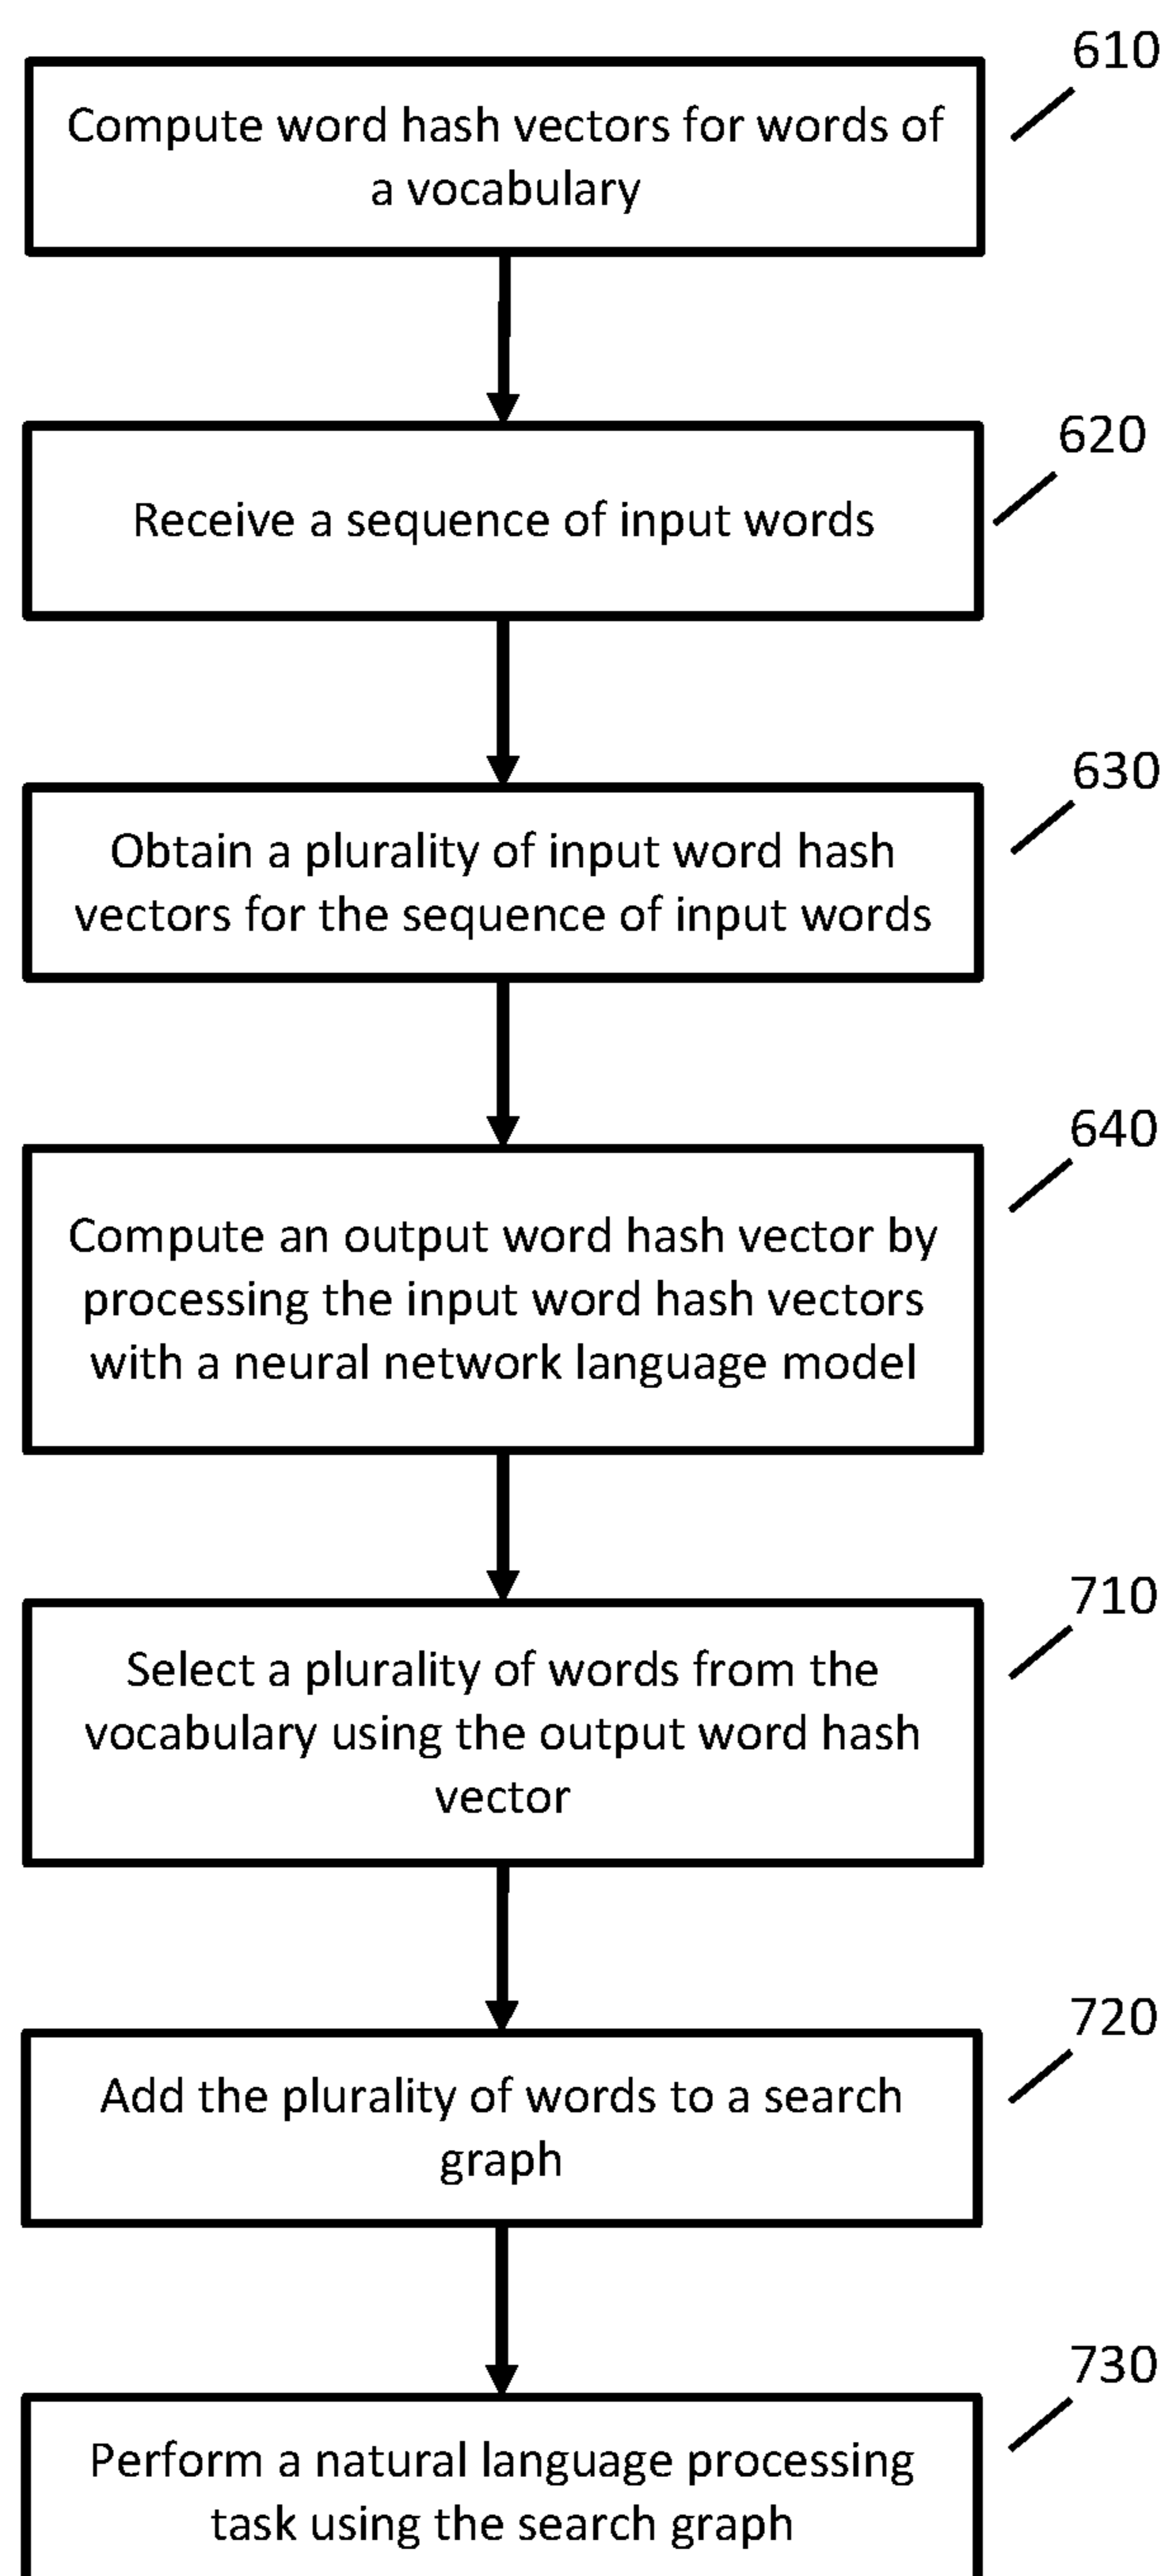 610
Compute word hash vectors for words of
a vocabulary
620
Receive a sequence of input words
630
Obtain a plurality of input word hash
vectors for the sequence of input words
640
Compute an output word hash vector by
processing the input word hash vectors
with a neural network language model
710
Select a plurality of words from the
vocabulary using the output word hash
vector
720
Add the plurality of words to a search
graph
730
Perform a natural language processing
task using the search graph